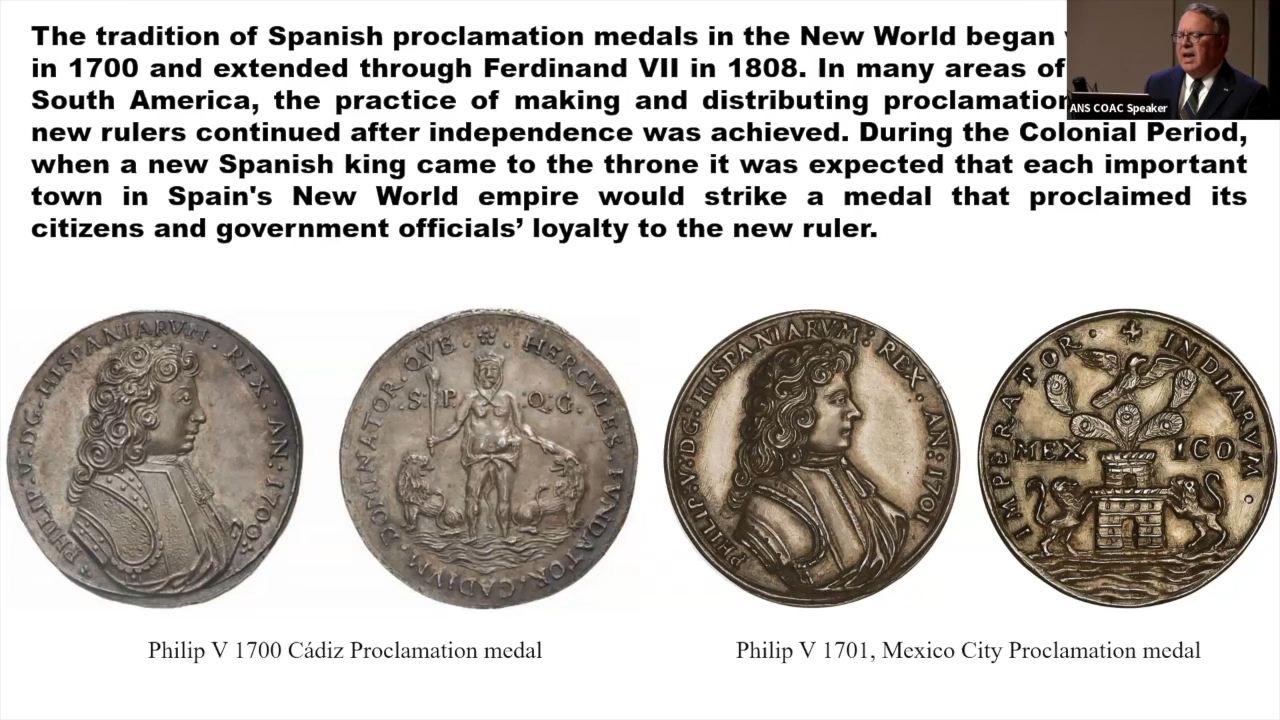 The tradition of Spanish proclamation medals in the New World began
in 1700 and extended through Ferdinand VII in 1808. In many areas of
South America, the practice of making and distributing proclamation
new rulers continued after independence was achieved. During the Colonial Period,
when a new Spanish king came to the throne it was expected that each important
town in Spain's New World empire would strike a medal that proclaimed its
citizens and government officials’ loyalty to the new ruler.
ANS COAC Speaker
PHILIP·V·D·G·HISPANIARVM·REX·AN:1700
DOMINATOR·QVE·HERCVLES·FVNDATOR·GADIVM·
·S·P·Q·G·
PHILIP·V·D·G·HISPANIARVM:REX·AN:1701
IMPERATOR·INDIARVM
MEXICO
Philip V 1700 Cádiz Proclamation medal
Philip V 1701, Mexico City Proclamation medal